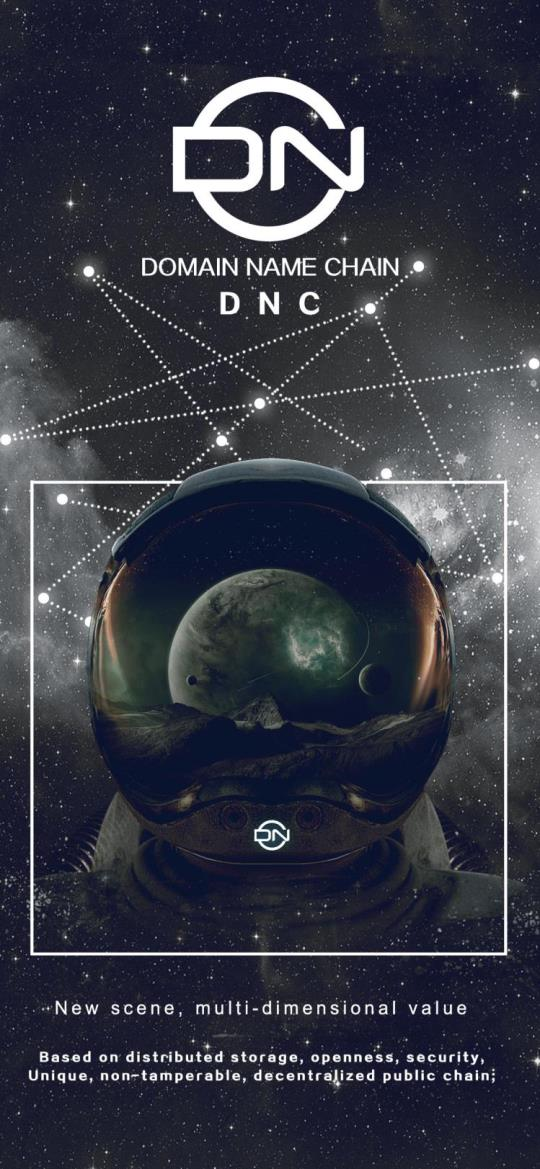 DN
DOMAIN NAME CHAIN
DNC
DN
New scene, multi-dimensional value
Based on distributed storage, openness, security,
Unique, non-tamperable, decentralized public chain;